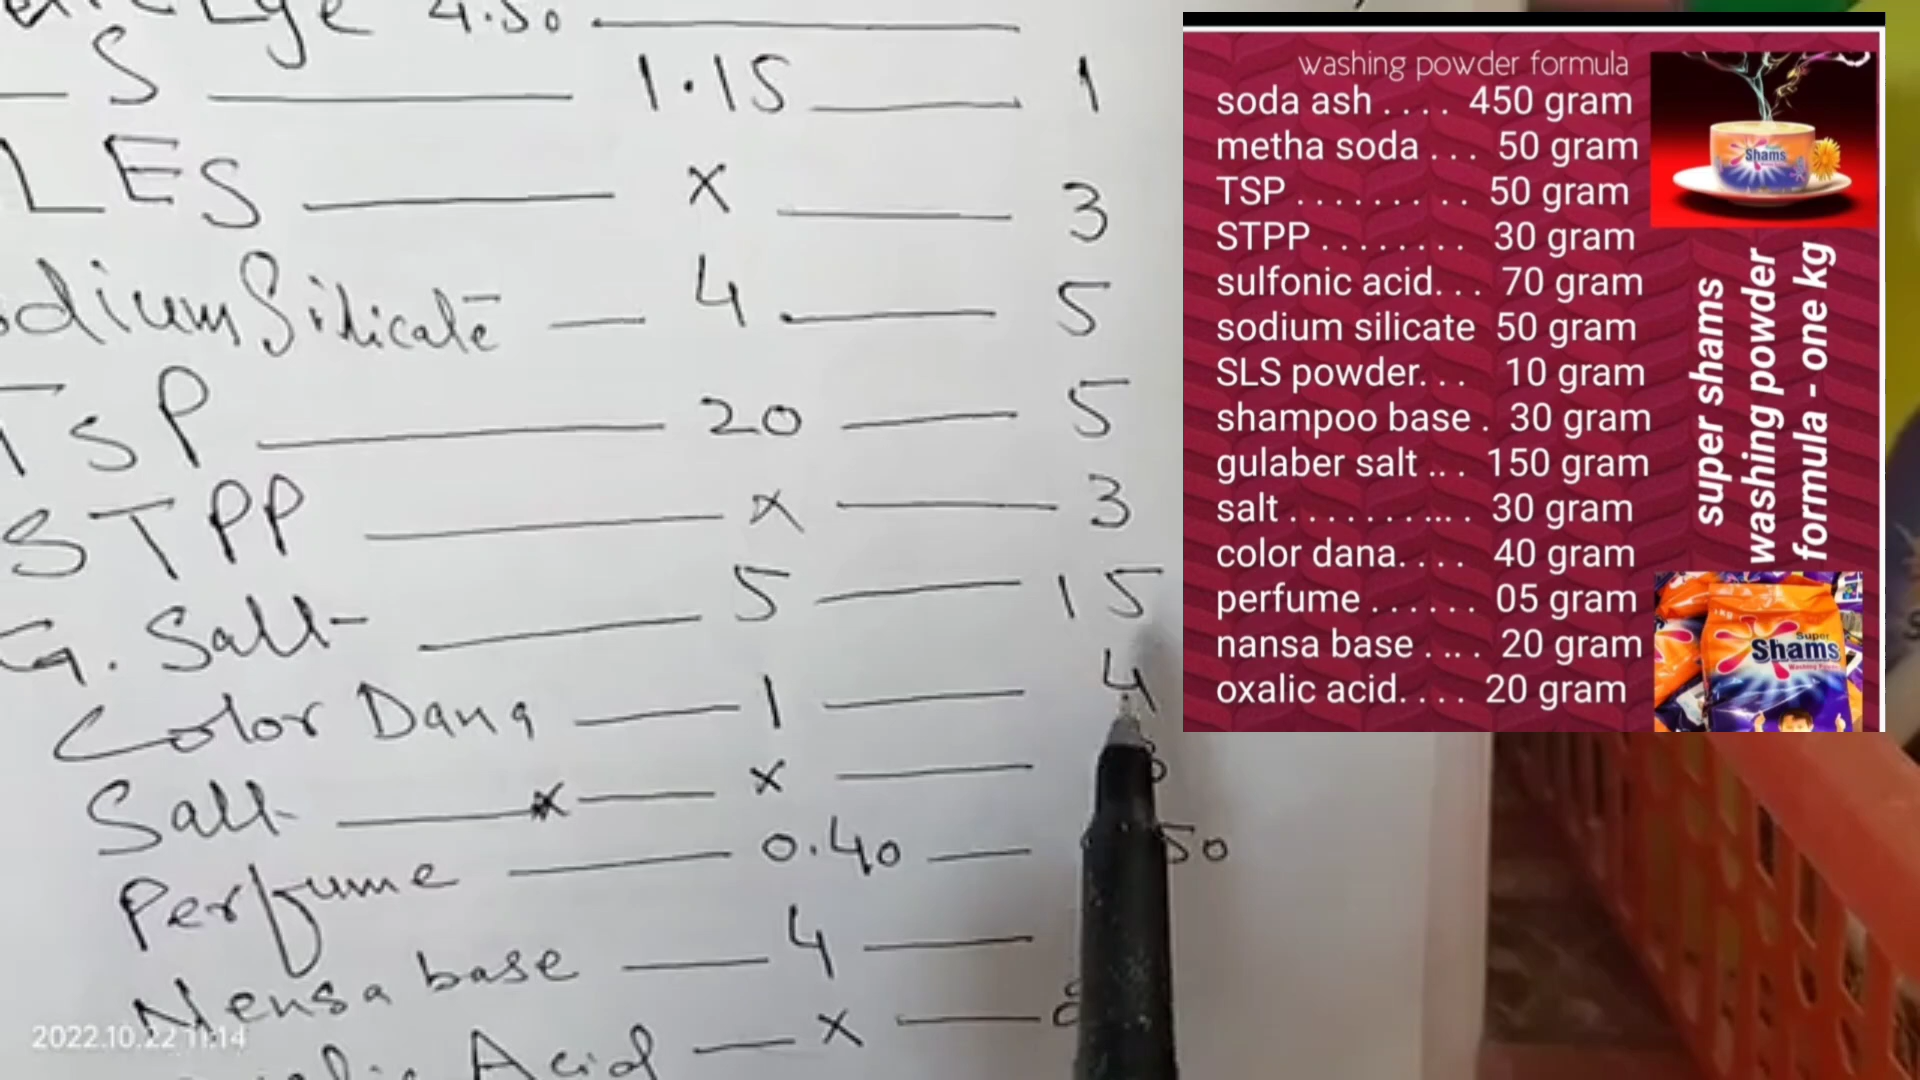 4.50
S 1.15 1
LES × 3
Sodium Silicate 4 5
TSP 20 5
STPP × 3
G. Salt 5 15
Color Dana 1 4
Salt × ×
Perfume 0.40 50
Nensa base 4
Acid ×
2022.10.22 11:14
washing powder formula
soda ash .... 450 gram
metha soda ... 50 gram
TSP ......... 50 gram
STPP ........ 30 gram
sulfonic acid... 70 gram
sodium silicate 50 gram
SLS powder... 10 gram
shampoo base . 30 gram
gulaber salt ... 150 gram
salt ........... 30 gram
color dana.... 40 gram
perfume ...... 05 gram
nansa base .... 20 gram
oxalic acid.... 20 gram
Shams
super shams
washing powder
formula - one kg
Super
Shams